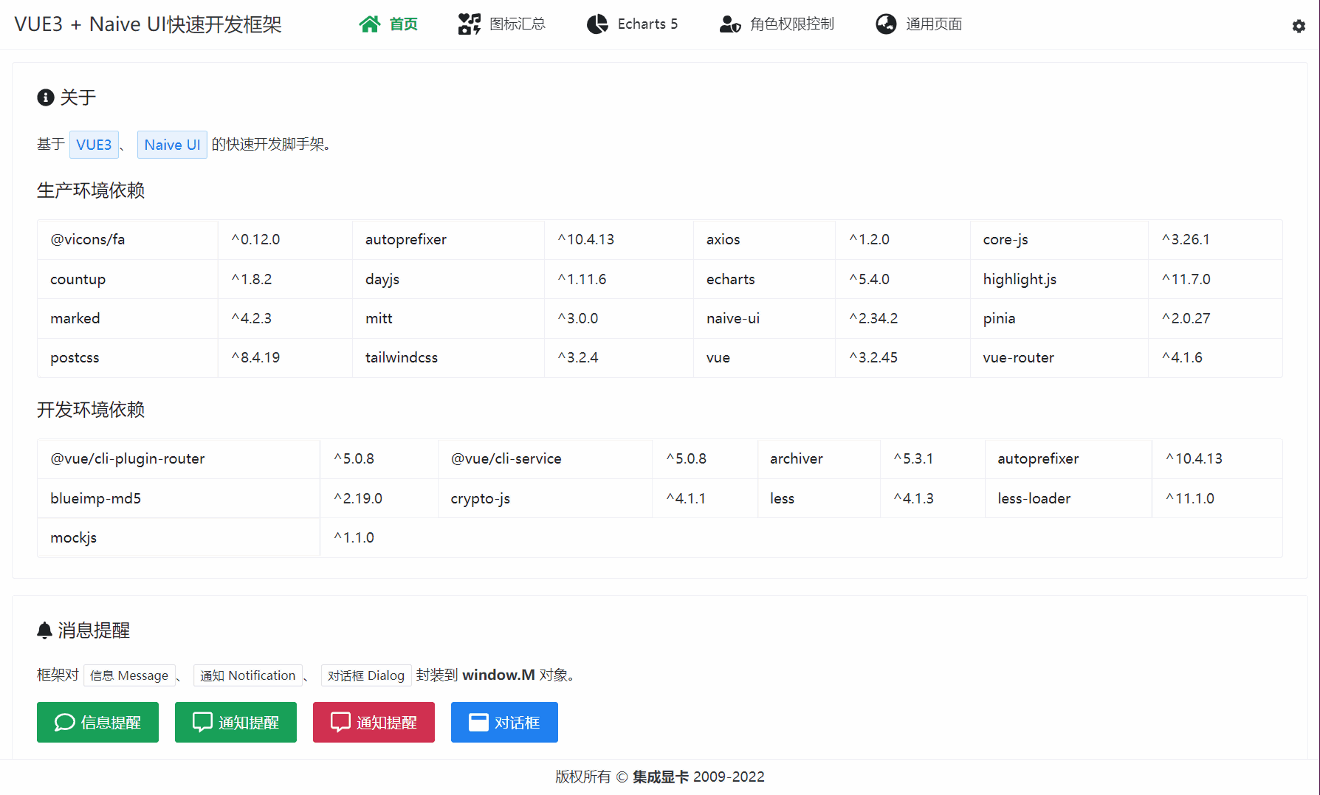 VUE3 + Naive UI快速开发框架 首页 图标汇总 Echarts 5 角色权限控制 通用页面
关于
基于 VUE3 、 Naive UI 的快速开发脚手架。
生产环境依赖
@vicons/fa ^0.12.0 autoprefixer ^10.4.13 axios ^1.2.0 core-js ^3.26.1
countup ^1.8.2 dayjs ^1.11.6 echarts ^5.4.0 highlight.js ^11.7.0
marked ^4.2.3 mitt ^3.0.0 naive-ui ^2.34.2 pinia ^2.0.27
postcss ^8.4.19 tailwindcss ^3.2.4 vue ^3.2.45 vue-router ^4.1.6
开发环境依赖
@vue/cli-plugin-router ^5.0.8 @vue/cli-service ^5.0.8 archiver ^5.3.1 autoprefixer ^10.4.13
blueimp-md5 ^2.19.0 crypto-js ^4.1.1 less ^4.1.3 less-loader ^11.1.0
mockjs ^1.1.0
消息提醒
框架对 信息 Message 、 通知 Notification 、 对话框 Dialog 封装到 window.M 对象。
信息提醒 通知提醒 通知提醒 对话框
版权所有 © 集成显卡 2009-2022